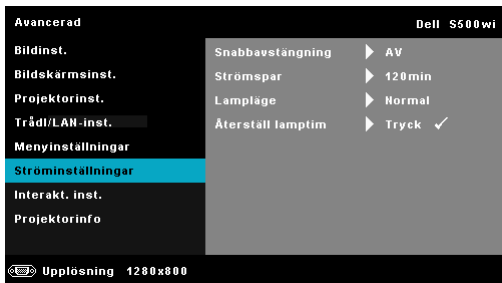 Avancerad Dell S500wi
Bildinst.
Bildskärmsinst.
Projektorinst.
Trådl/LAN-inst.
Menyinställningar
Ströminställningar
Interakt. inst.
Projektorinfo
Snabbavstängning AV
Strömspar 120min
Lampläge Normal
Återställ lamptim Tryck ✓
Upplösning 1280x800